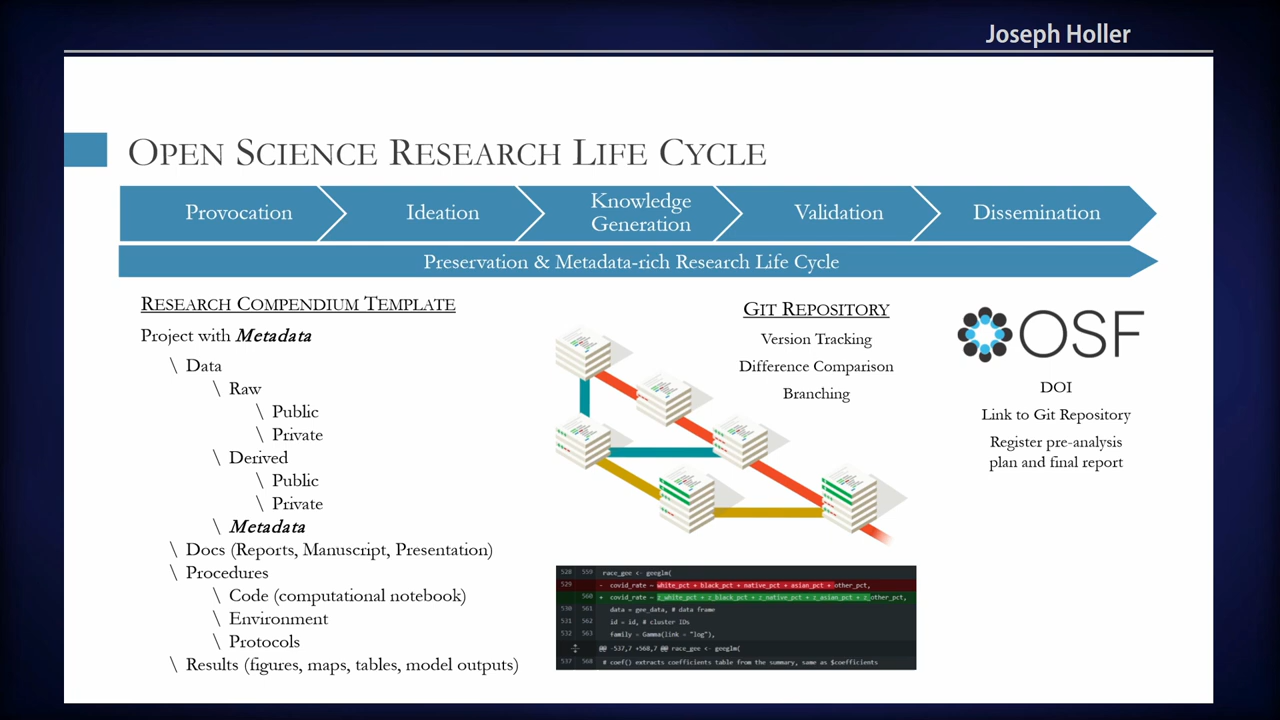 Joseph Holler
OPEN SCIENCE RESEARCH LIFE CYCLE
Provocation
Ideation
Knowledge
Generation
Validation
Dissemination
Preservation & Metadata-rich Research Life Cycle
RESEARCH COMPENDIUM TEMPLATE
Project with Metadata
\ Data
\ Raw
\ Public
\ Private
\ Derived
\ Public
\ Private
\ Metadata
\ Docs (Reports, Manuscript, Presentation)
\ Procedures
\ Code (computational notebook)
\ Environment
\ Protocols
\ Results (figures, maps, tables, model outputs)
GIT REPOSITORY
Version Tracking
Difference Comparison
Branching
528 559 race_gee <- geeglm(
529 - covid_rate = white_pct + black_pct + native_pct + asian_pct + other_pct,
560 + covid_rate = z_white_pct + z_black_pct + z_native_pct + z_asian_pct + z_other_pct,
530 561 data = gee_data, # data frame
531 562 id = id, # cluster IDs
532 563 family = Gamma(link = "log"),
@@ -537,7 +568,7 @@ race_gee <- geeglm(
537 568 # coef() extracts coefficients table from the summary, same as $coefficients
OSF
DOI
Link to Git Repository
Register pre-analysis
plan and final report